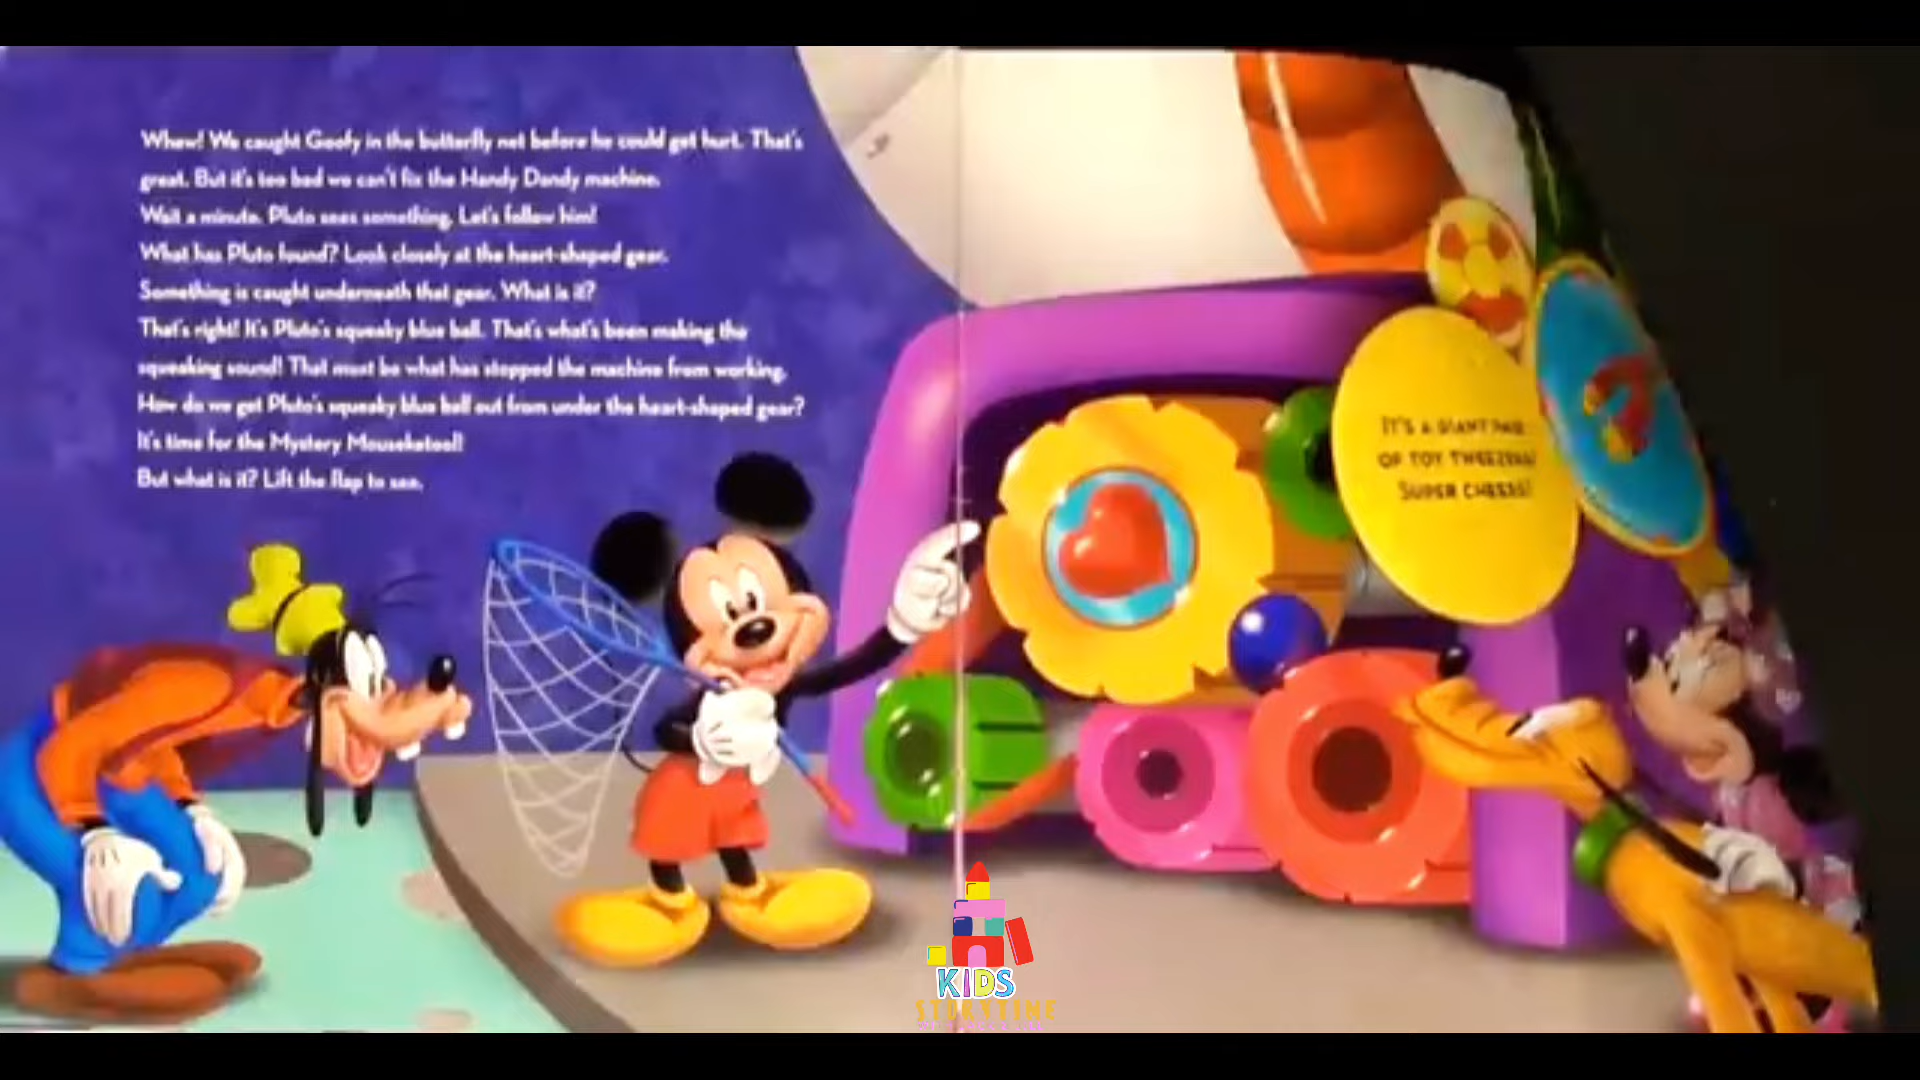 Whew! We caught Goofy in the butterfly net before he could get hurt. That's
great. But it's too bad we can't fix the Handy Dandy machine.
Wait a minute. Pluto sees something. Let's follow him!
What has Pluto found? Look closely at the heart-shaped gear.
Something is caught underneath that gear. What is it?
That's right! It's Pluto's squeaky blue ball. That's what's been making the
squeaking sound! That must be what has stopped the machine from working.
How do we get Pluto's squeaky blue ball out from under the heart-shaped gear?
It's time for the Mystery Mouseketool!
But what is it? Lift the flap to see.
IT'S A GIANT PAIR
OF TOY TWEEZERS!
SUPER CHEERS!
KIDS
STORYTIME